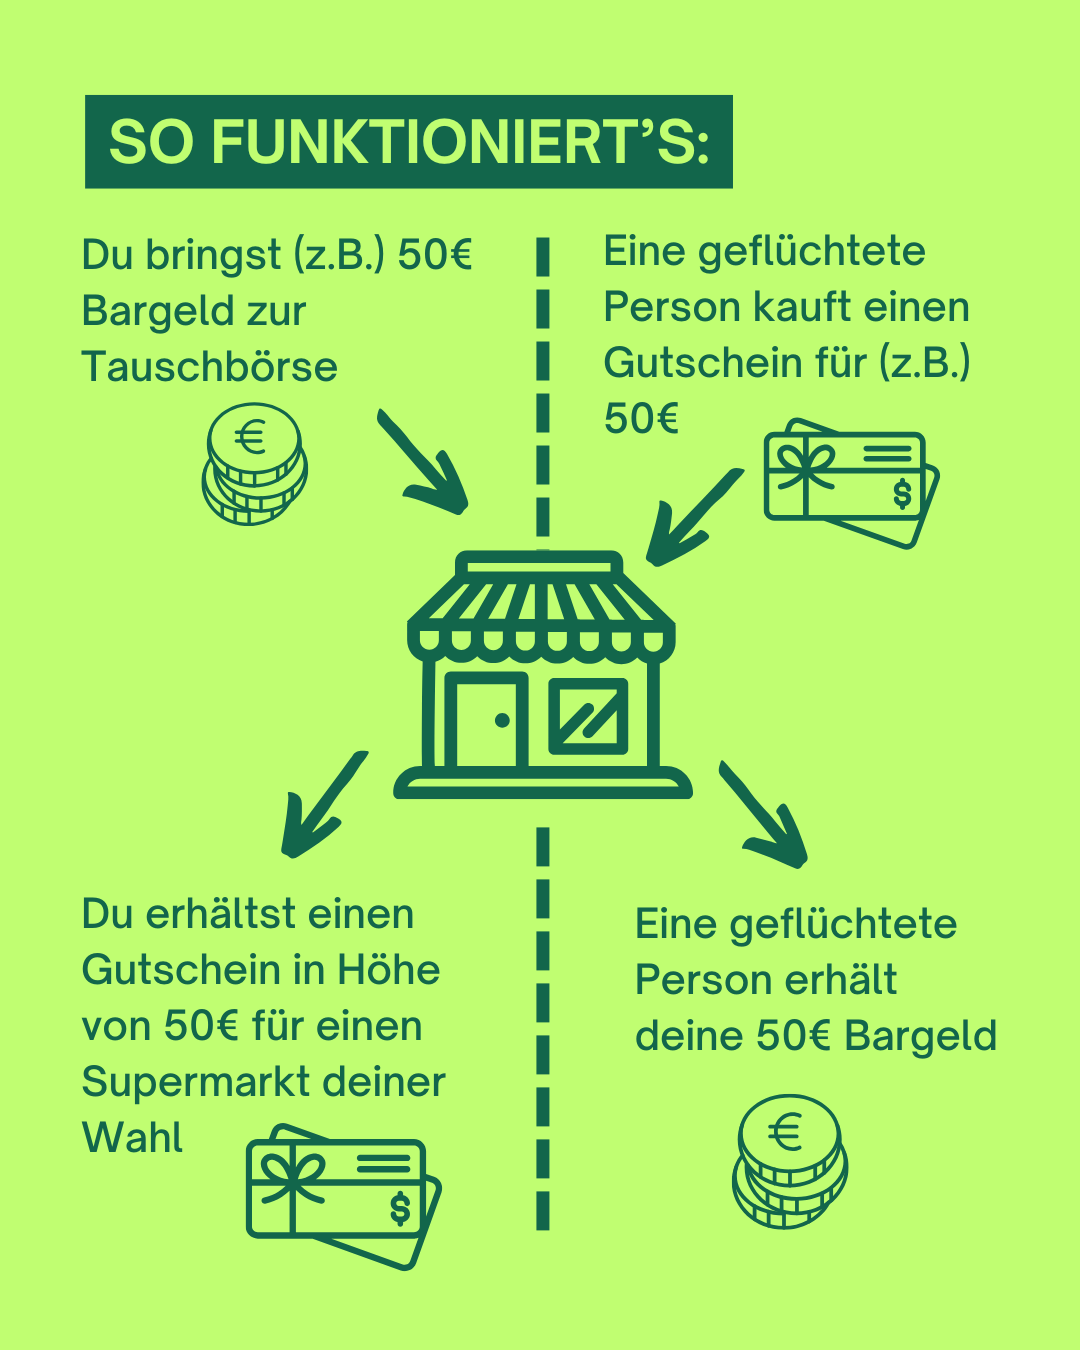 SO FUNKTIONIERT’S:
Du bringst (z.B.) 50€
Bargeld zur
Tauschbörse
€
Eine geflüchtete
Person kauft einen
Gutschein für (z.B.)
50€
$
Du erhältst einen
Gutschein in Höhe
von 50€ für einen
Supermarkt deiner
Wahl
$
Eine geflüchtete
Person erhält
deine 50€ Bargeld
€